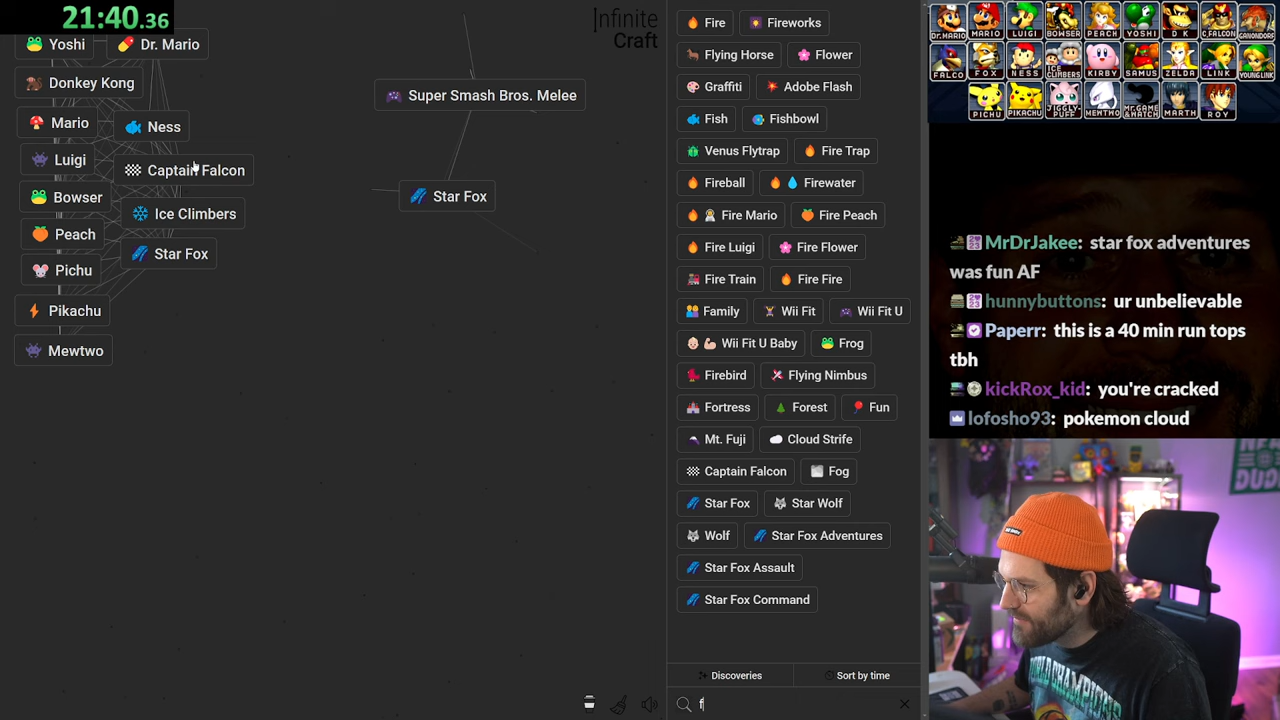 21:40.36
Yoshi
Dr. Mario
Donkey Kong
Mario
Ness
Luigi
Captain Falcon
Bowser
Ice Climbers
Peach
Star Fox
Pichu
Pikachu
Mewtwo
Infinite
Craft
Super Smash Bros. Melee
Star Fox
Fire
Fireworks
Flying Horse
Flower
Graffiti
Adobe Flash
Fish
Fishbowl
Venus Flytrap
Fire Trap
Fireball
Firewater
Fire Mario
Fire Peach
Fire Luigi
Fire Flower
Fire Train
Fire Fire
Family
Wii Fit
Wii Fit U
Wii Fit U Baby
Frog
Firebird
Flying Nimbus
Fortress
Forest
Fun
Mt. Fuji
Cloud Strife
Captain Falcon
Fog
Star Fox
Star Wolf
Wolf
Star Fox Adventures
Star Fox Assault
Star Fox Command
Discoveries
Sort by time
f
DR.MARIO
MARIO
LUIGI
BOWSER
PEACH
YOSHI
D K
C.FALCON
GANONDORF
FALCO
FOX
NESS
ICE CLIMBERS
KIRBY
SAMUS
ZELDA
LINK
YOUNG LINK
PICHU
PIKACHU
JIGGLY-PUFF
MEWTWO
Mr.GAME &WATCH
MARTH
ROY
MrDrJakee: star fox adventures
was fun AF
hunnybuttons: ur unbelievable
Paperr: this is a 40 min run tops
tbh
kickRox_kid: you're cracked
lofosho93: pokemon cloud